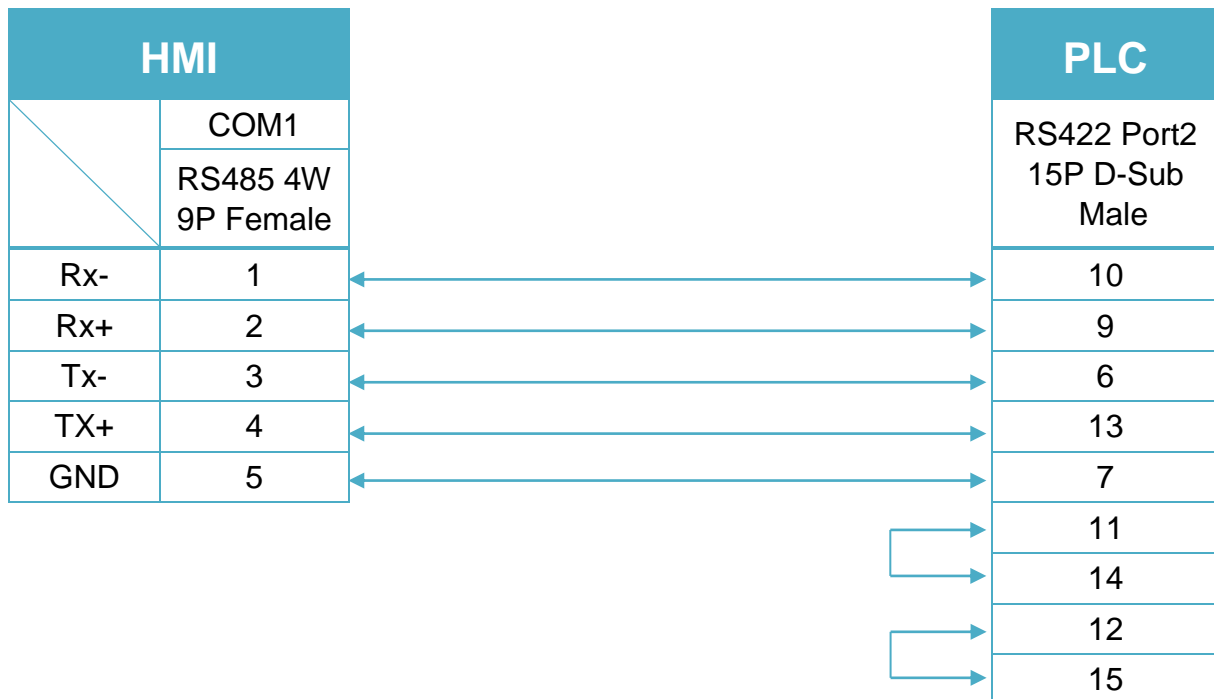 HMI
PLC
COM1
RS485 4W
9P Female
RS422 Port2
15P D-Sub
Male
Rx- 1 10
Rx+ 2 9
Tx- 3 6
TX+ 4 13
GND 5 7
11
14
12
15